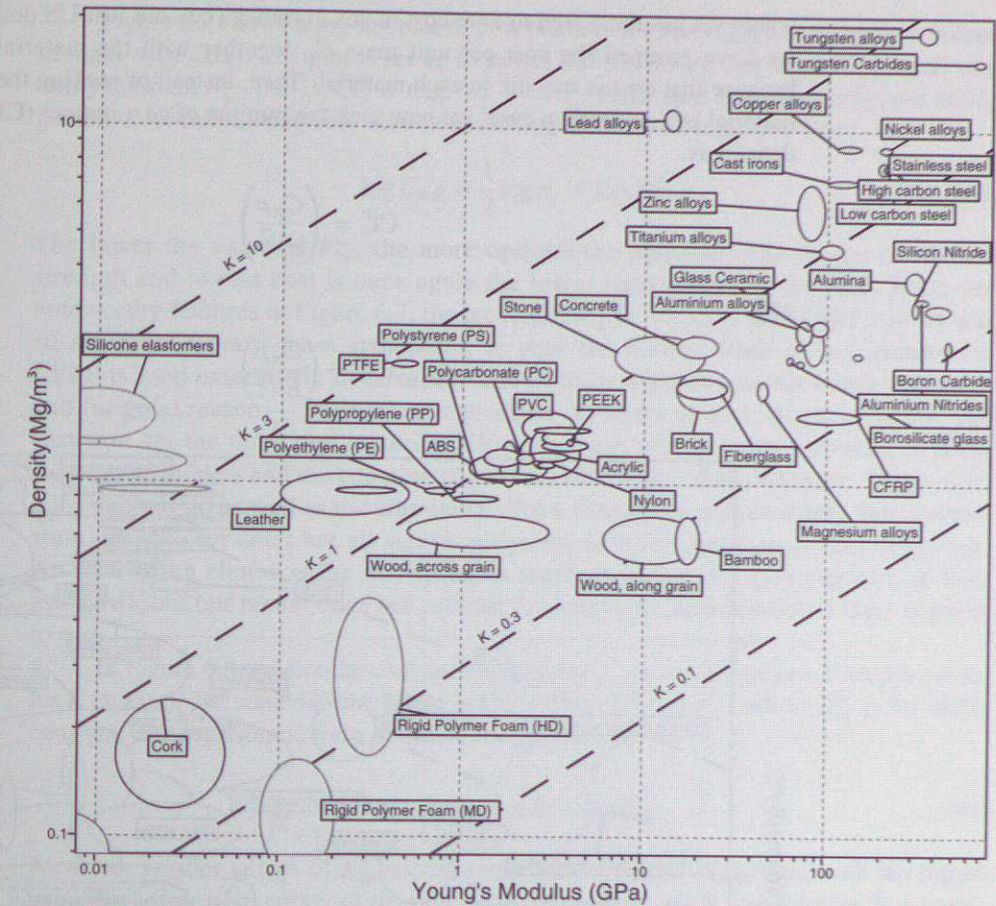 Tungsten alloys
Tungsten Carbides
Copper alloys
Lead alloys
Nickel alloys
Cast irons
Stainless steel
High carbon steel
Zinc alloys
Low carbon steel
Titanium alloys
Silicon Nitride
K = 10
Glass Ceramic
Alumina
Stone
Concrete
Aluminium alloys
Silicone elastomers
Polystyrene (PS)
PTFE
Polycarbonate (PC)
Boron Carbide
PVC
PEEK
Aluminium Nitrides
Polypropylene (PP)
K = 3
Polyethylene (PE)
ABS
Brick
Borosilicate glass
Acrylic
Fiberglass
CFRP
Nylon
Leather
Magnesium alloys
K = 1
Wood, across grain
Bamboo
Wood, along grain
K = 0.3
K = 0.1
Rigid Polymer Foam (HD)
Cork
Rigid Polymer Foam (MD)
10
1
0.1
Density(Mg/m³)
0.01
0.1
1
10
100
Young's Modulus (GPa)